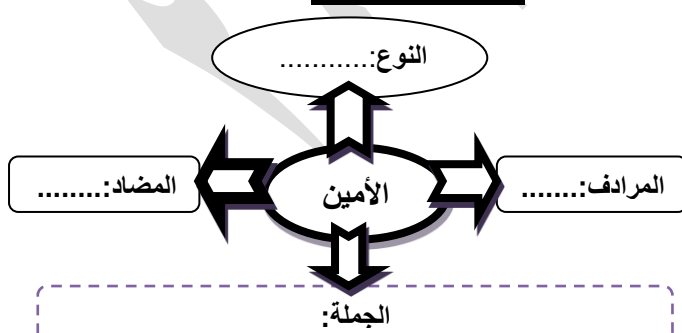 النوع:...........
المرادف:.......
الأمين
المضاد:........
الجملة: